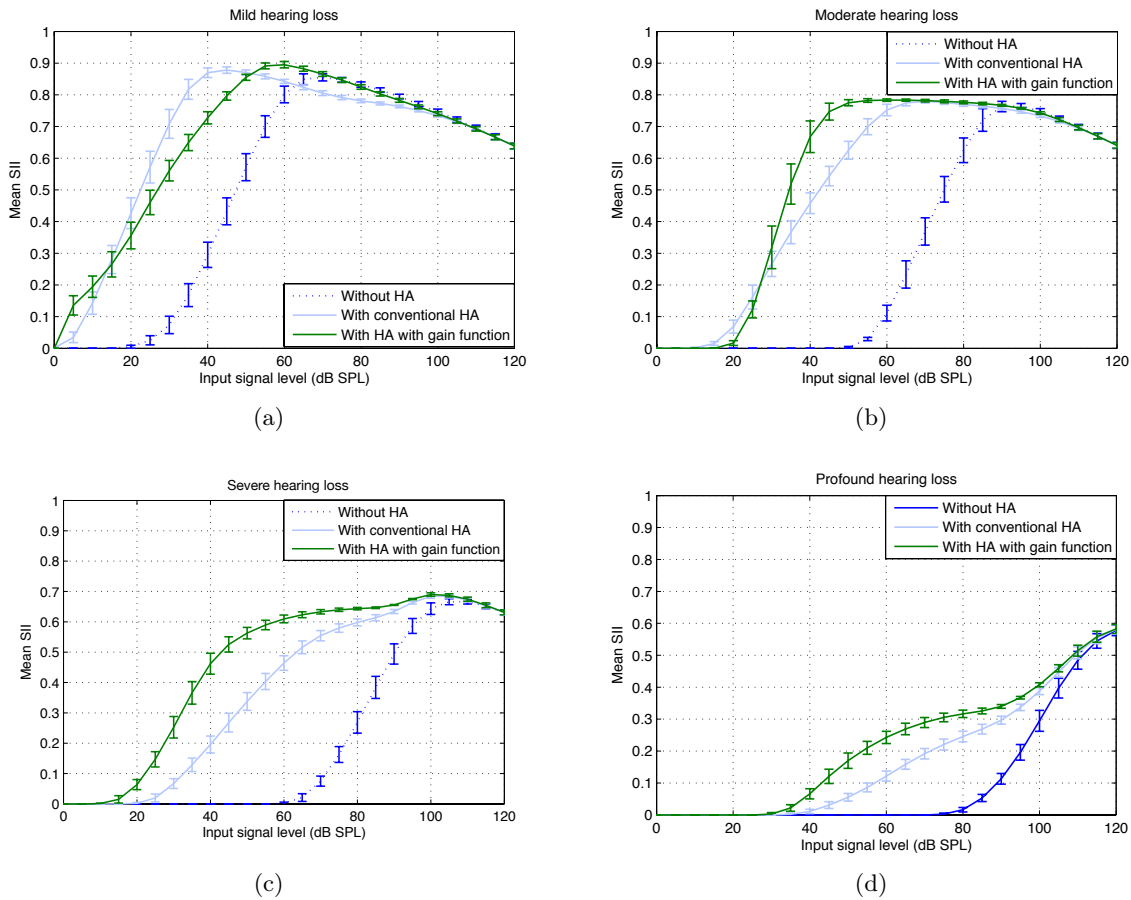 Mild hearing loss
1
0.9
0.8
0.7
0.6
0.5
0.4
0.3
0.2
0.1
0
Mean SII
Without HA
With conventional HA
With HA with gain function
0 20 40 60 80 100 120
Input signal level (dB SPL)
(a)
Moderate hearing loss
1
0.9
0.8
0.7
0.6
0.5
0.4
0.3
0.2
0.1
0
Mean SII
Without HA
With conventional HA
With HA with gain function
0 20 40 60 80 100 120
Input signal level (dB SPL)
(b)
Severe hearing loss
1
0.9
0.8
0.7
0.6
0.5
0.4
0.3
0.2
0.1
0
Mean SII
Without HA
With conventional HA
With HA with gain function
0 20 40 60 80 100 120
Input signal level (dB SPL)
(c)
Profound hearing loss
1
0.9
0.8
0.7
0.6
0.5
0.4
0.3
0.2
0.1
0
Mean SII
Without HA
With conventional HA
With HA with gain function
0 20 40 60 80 100 120
Input signal level (dB SPL)
(d)